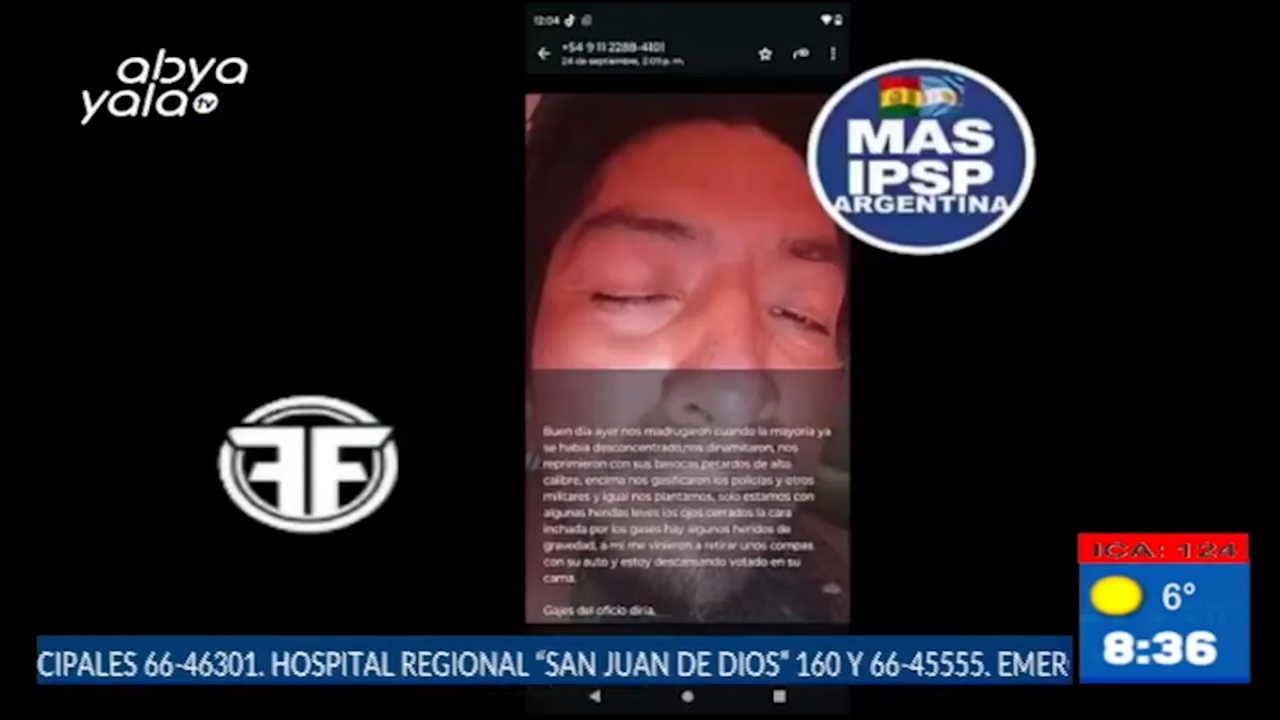 abya
yala tv
12:04
+54 9 11 2288-4101
24 de septiembre, 2:09 p. m.
MAS
IPSP
ARGENTINA
FF
Buen día ayer nos madrugaron cuando la mayoría ya
se había desconcentrado,nos dinamitaron, nos
reprimieron con sus petardos de alto
calibre, encima nos gasificaron los policías y otros
militares y igual nos plantamos, solo estamos con
algunas heridas leves los ojos cerrados la cara
inchada por los gases hay algunos heridos de
gravedad, a mi me vinieron a retirar unos compas
con su auto y estoy descansando votado en su
cama.
Gajes del oficio diría.
ICA: 124
6°
8:36
CIPALES 66-46301. HOSPITAL REGIONAL “SAN JUAN DE DIOS” 160 Y 66-45555. EMER